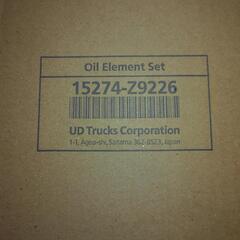 Oil Element Set
15274-Z9226
UD Trucks Corporation
1-1, Ageo-shi, Saitama 362-8523, Japan